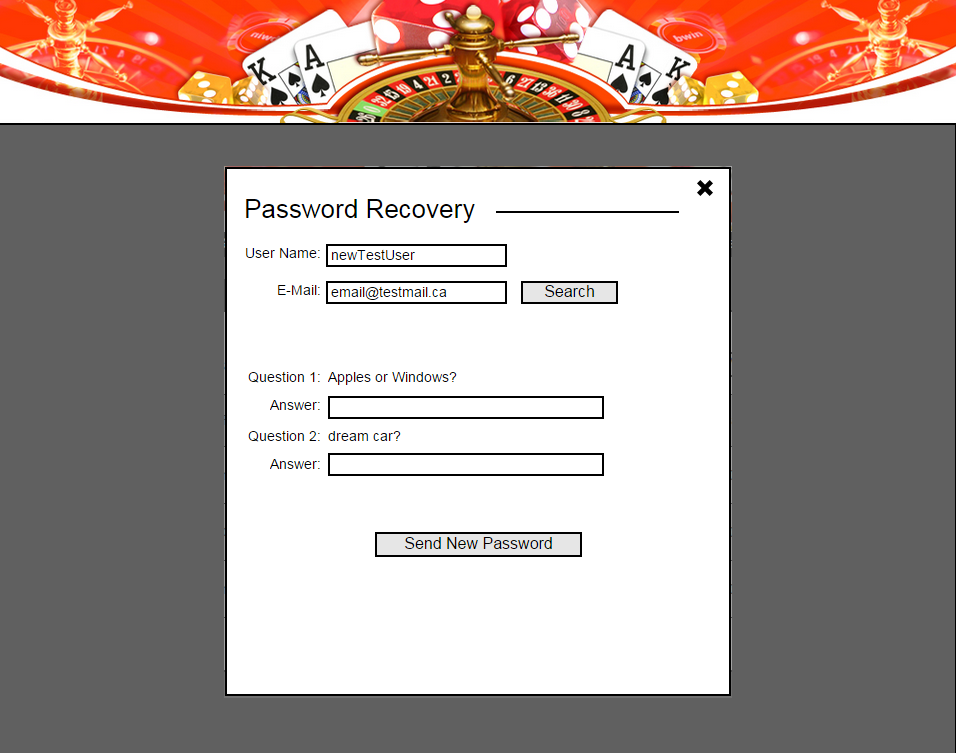 K
A
bwin
A
K
Password Recovery
User Name: newTestUser
E-Mail: email@testmail.ca Search
Question 1: Apples or Windows?
Answer:
Question 2: dream car?
Answer:
Send New Password